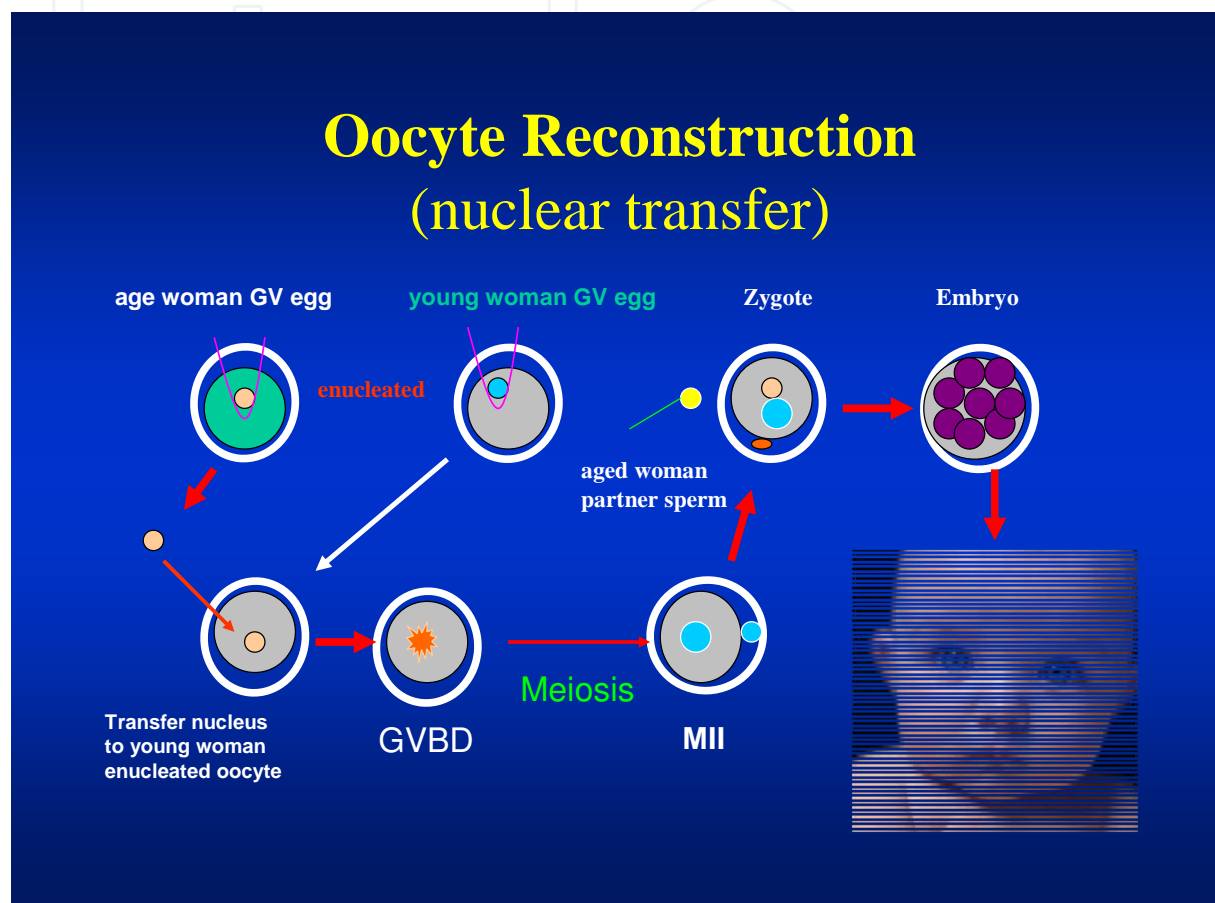 Oocyte Reconstruction
(nuclear transfer)
age woman GV egg
young woman GV egg
Zygote
Embryo
enucleated
aged woman
partner sperm
Transfer nucleus
to young woman
enucleated oocyte
GVBD
Meiosis
MII